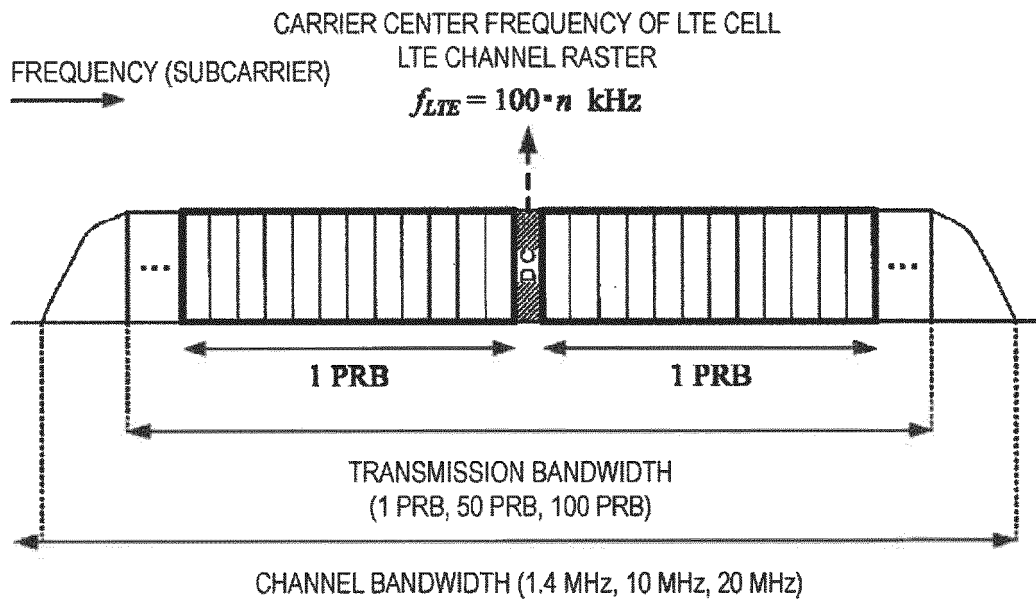 CARRIER CENTER FREQUENCY OF LTE CELL
LTE CHANNEL RASTER
FREQUENCY (SUBCARRIER)
f_LTE = 100·n kHz
DC
... ...
1 PRB 1 PRB
TRANSMISSION BANDWIDTH
(1 PRB, 50 PRB, 100 PRB)
CHANNEL BANDWIDTH (1.4 MHz, 10 MHz, 20 MHz)